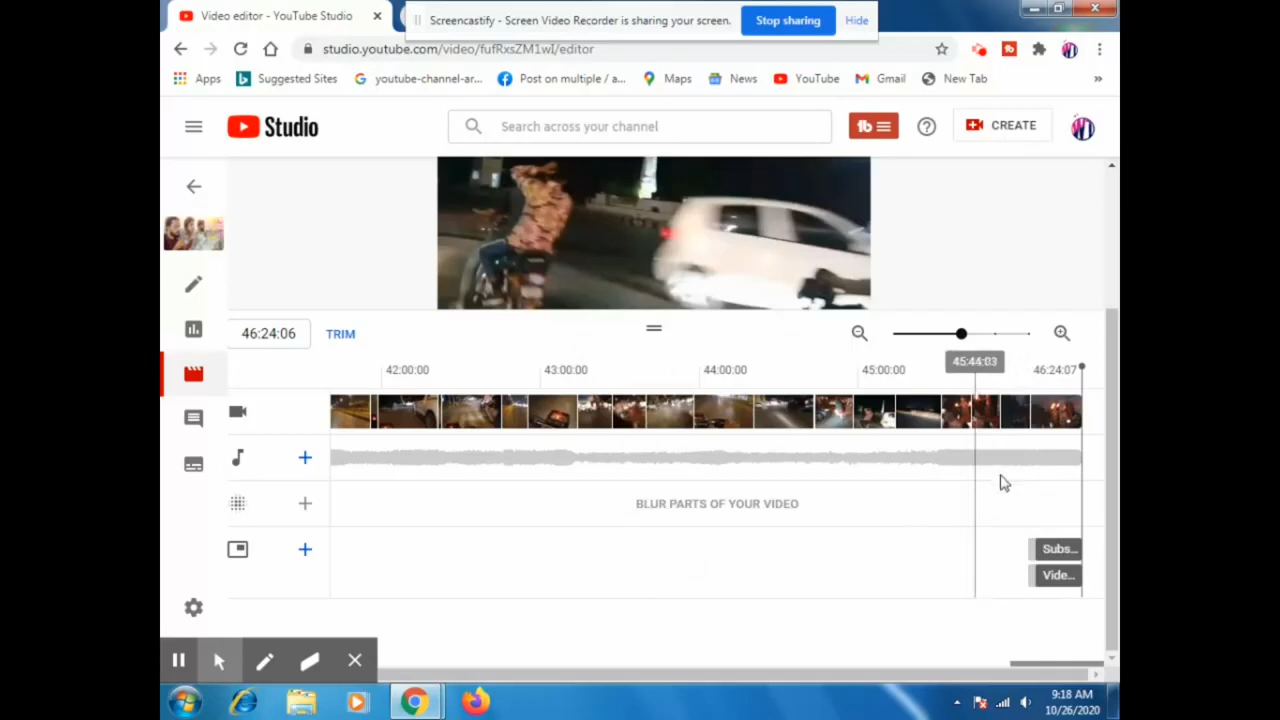 Video editor - YouTube Studio
Screencastify - Screen Video Recorder is sharing your screen.
Stop sharing
Hide
studio.youtube.com/video/fufRxsZM1wI/editor
Apps
Suggested Sites
youtube-channel-ar...
Post on multiple / a...
Maps
News
YouTube
Gmail
New Tab
»
Studio
Search across your channel
tb
CREATE
46:24:06
TRIM
45:44:03
42:00:00
43:00:00
44:00:00
45:00:00
46:24:07
BLUR PARTS OF YOUR VIDEO
Subs...
Vide...
9:18 AM
10/26/2020